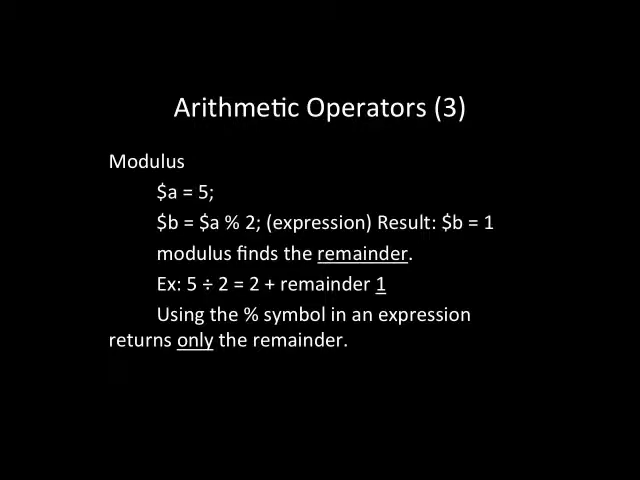 Arithmetic Operators (3)
Modulus
$a = 5;
$b = $a % 2; (expression) Result: $b = 1
modulus finds the remainder.
Ex: 5 ÷ 2 = 2 + remainder 1
Using the % symbol in an expression
returns only the remainder.